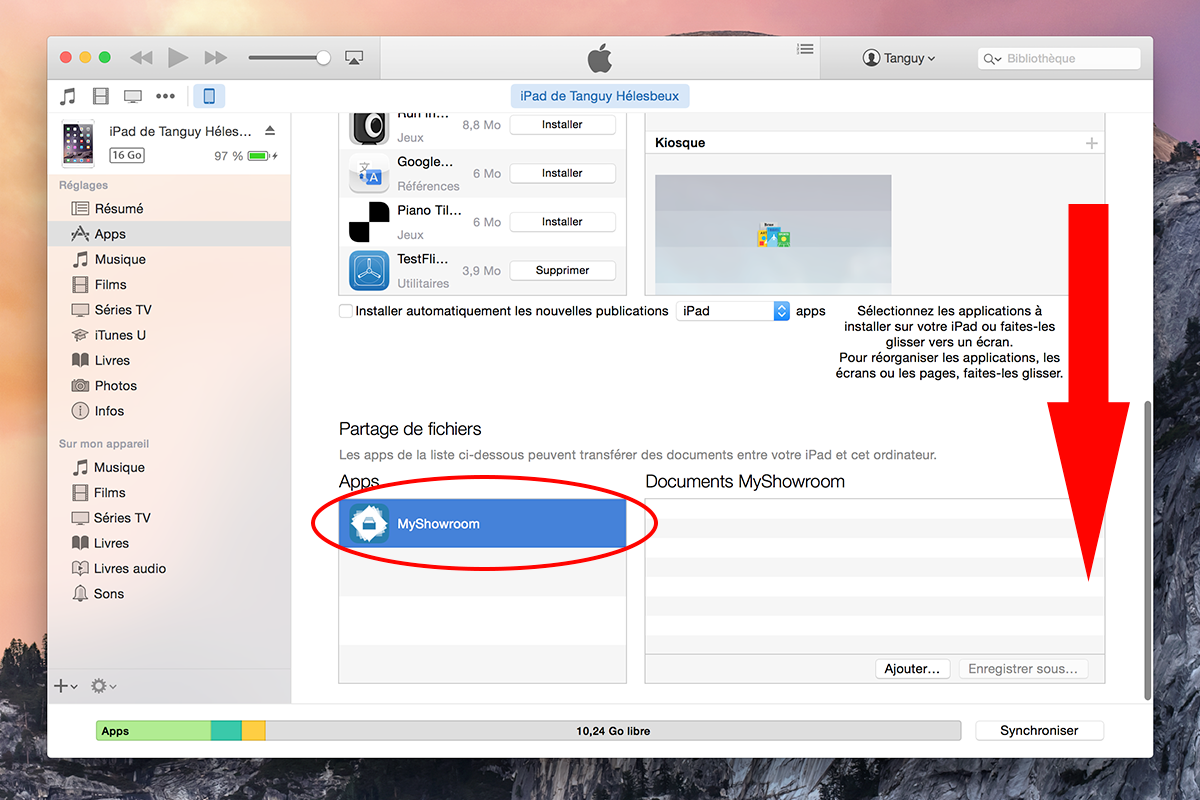 Tanguy
Bibliothèque
iPad de Tanguy Hélesbeux
iPad de Tanguy Héles...
16 Go
97 %
Réglages
Résumé
Apps
Musique
Films
Séries TV
iTunes U
Livres
Photos
Infos
Sur mon appareil
Musique
Films
Séries TV
Livres
Livres audio
Sons
Run in...
Jeux
8,8 Mo
Installer
Google...
Références
6 Mo
Installer
Piano Til...
Jeux
6 Mo
Installer
TestFli...
Utilitaires
3,9 Mo
Supprimer
Kiosque
Installer automatiquement les nouvelles publications
iPad
apps
Sélectionnez les applications à
installer sur votre iPad ou faites-les
glisser vers un écran.
Pour réorganiser les applications, les
écrans ou les pages, faites-les glisser.
Partage de fichiers
Les apps de la liste ci-dessous peuvent transférer des documents entre votre iPad et cet ordinateur.
Apps
MyShowroom
Documents MyShowroom
Ajouter...
Enregistrer sous...
Apps
10,24 Go libre
Synchroniser